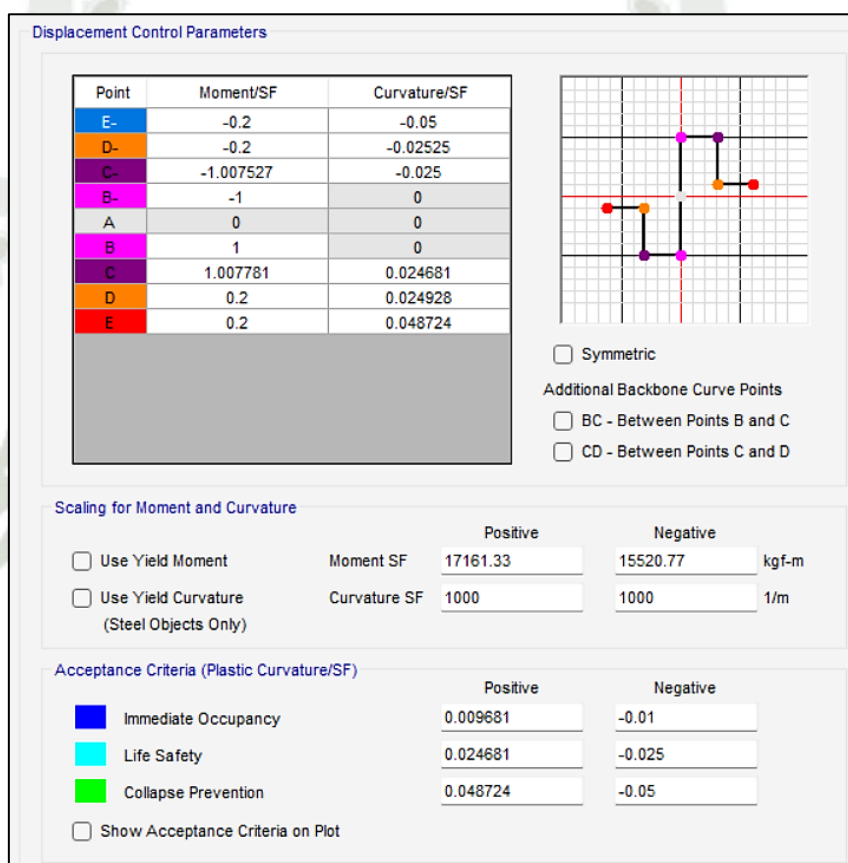 Displacement Control Parameters
Point Moment/SF Curvature/SF
E- -0.2 -0.05
D- -0.2 -0.02525
C- -1.007527 -0.025
B- -1 0
A 0 0
B 1 0
C 1.007781 0.024681
D 0.2 0.024928
E 0.2 0.048724
Symmetric
Additional Backbone Curve Points
BC - Between Points B and C
CD - Between Points C and D
Scaling for Moment and Curvature
Positive Negative
Use Yield Moment Moment SF 17161.33 15520.77 kgf-m
Use Yield Curvature Curvature SF 1000 1000 1/m
(Steel Objects Only)
Acceptance Criteria (Plastic Curvature/SF)
Positive Negative
Immediate Occupancy 0.009681 -0.01
Life Safety 0.024681 -0.025
Collapse Prevention 0.048724 -0.05
Show Acceptance Criteria on Plot